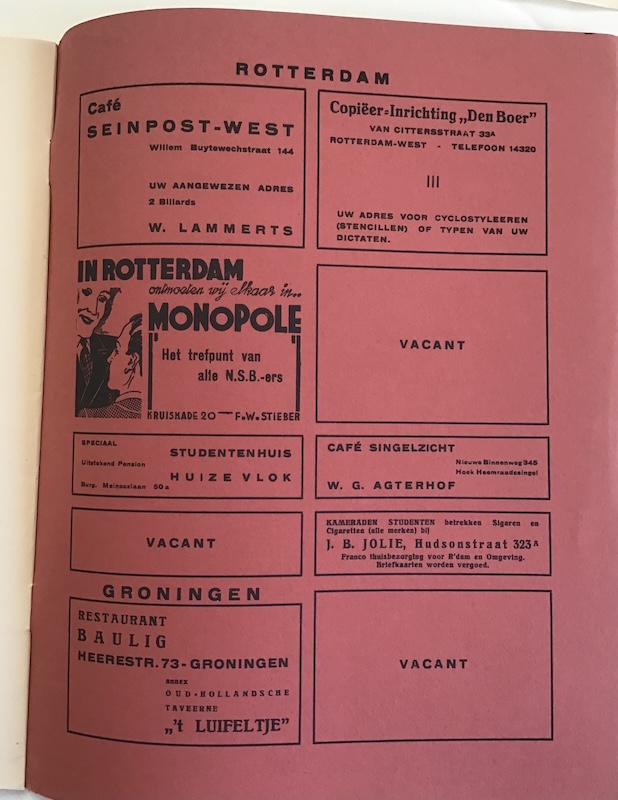 ROTTERDAM
Café
SEINPOST-WEST
Willem Buytewechstraat 144
UW AANGEWEZEN ADRES
2 Biljards
W. LAMMERTS
Copiëer=Inrichting „Den Boer”
VAN CITTERSSTRAAT 33A
ROTTERDAM-WEST - TELEFOON 14320
III
UW ADRES VOOR CYCLOSTYLEEREN
(STENCILLEN) OF TYPEN VAN UW
DICTATEN.
IN ROTTERDAM
ontmoeten wij elkaar in..
MONOPOLE
Het trefpunt van
alle N.S.B.-ers
KRUISKADE 20 — F.W. STIEBER
VACANT
SPECIAAL
STUDENTENHUIS
Uitstekend Pension
HUIZE VLOK
Burg. Meinesslaan 50a
CAFÉ SINGELZICHT
Nieuwe Binnenweg 345
Hoek Heemraadssingel
W. G. AGTERHOF
VACANT
KAMERADEN STUDENTEN betrekken Sigaren en
Cigaretten (alle merken) bij
J. B. JOLIE, Hudsonstraat 323A
Franco thuisbezorging voor R'dam en Omgeving.
Briefkaarten worden vergoed.
GRONINGEN
RESTAURANT
BAULIG
HEERESTR. 73-GRONINGEN
annex
OUD-HOLLANDSCHE
TAVEERNE
„'t LUIFELTJE”
VACANT